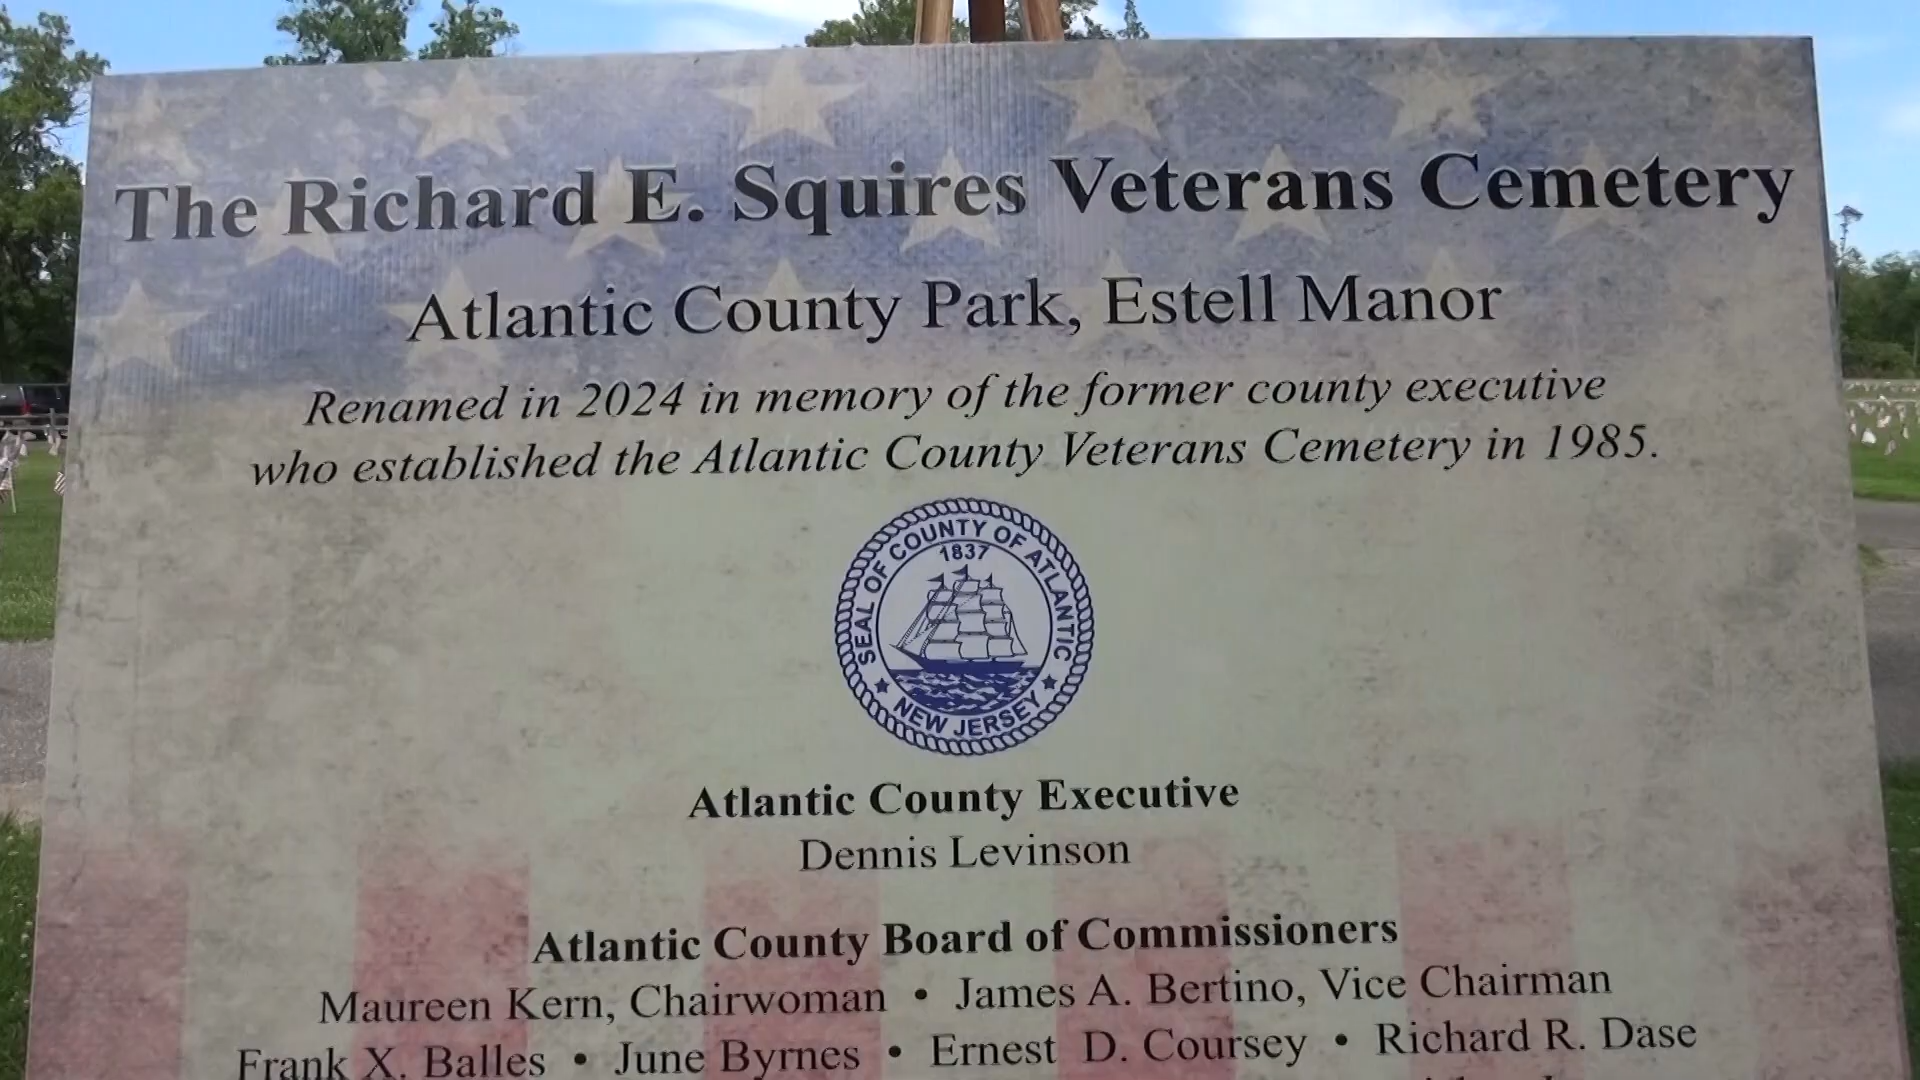 The Richard E. Squires Veterans Cemetery
Atlantic County Park, Estell Manor
Renamed in 2024 in memory of the former county executive
who established the Atlantic County Veterans Cemetery in 1985.
SEAL OF COUNTY OF ATLANTIC
1837
NEW JERSEY
Atlantic County Executive
Dennis Levinson
Atlantic County Board of Commissioners
Maureen Kern, Chairwoman • James A. Bertino, Vice Chairman
Frank X. Balles • June Byrnes • Ernest D. Coursey • Richard R. Dase